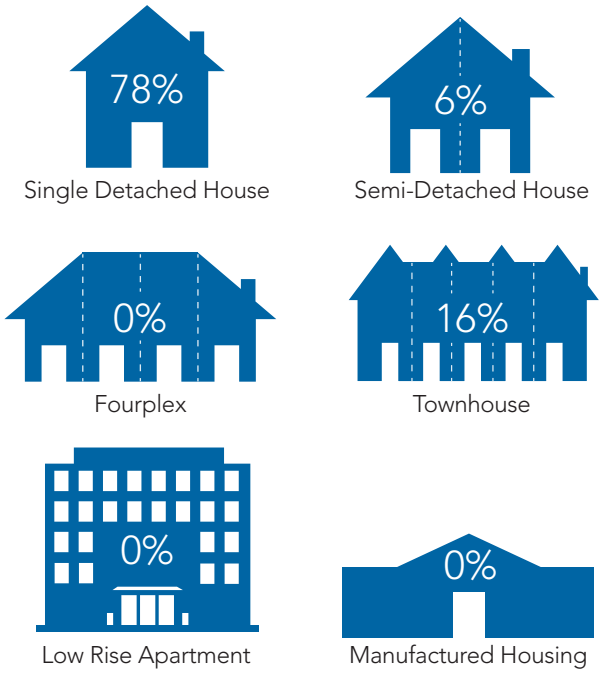 78%
Single Detached House
6%
Semi-Detached House
0%
Fourplex
16%
Townhouse
0%
Low Rise Apartment
0%
Manufactured Housing